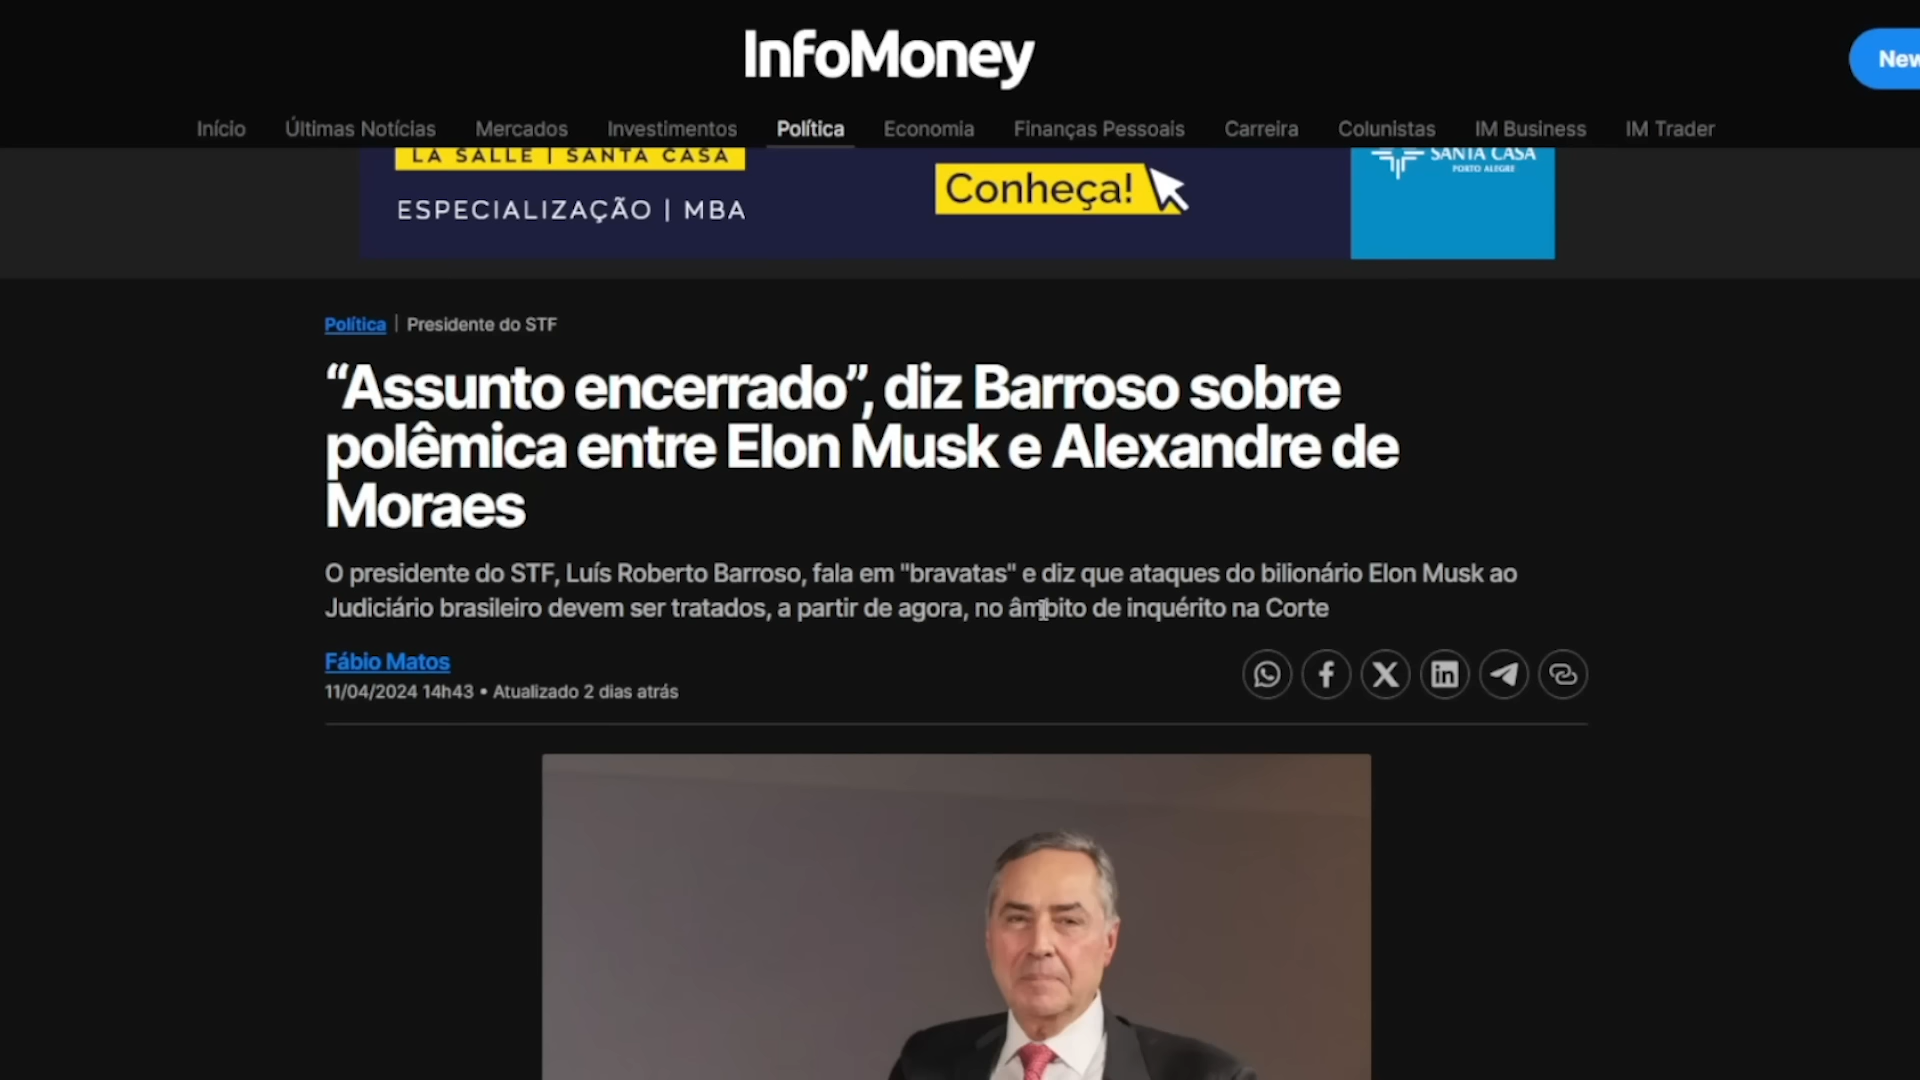 InfoMoney
New
Início Últimas Notícias Mercados Investimentos Política Economia Finanças Pessoais Carreira Colunistas IM Business IM Trader
LA SALLE | SANTA CASA
ESPECIALIZAÇÃO | MBA
Conheça!
SANTA CASA
PORTO ALEGRE
Política | Presidente do STF
“Assunto encerrado”, diz Barroso sobre
polêmica entre Elon Musk e Alexandre de
Moraes
O presidente do STF, Luís Roberto Barroso, fala em "bravatas" e diz que ataques do bilionário Elon Musk ao
Judiciário brasileiro devem ser tratados, a partir de agora, no âmbito de inquérito na Corte
Fábio Matos
11/04/2024 14h43 • Atualizado 2 dias atrás